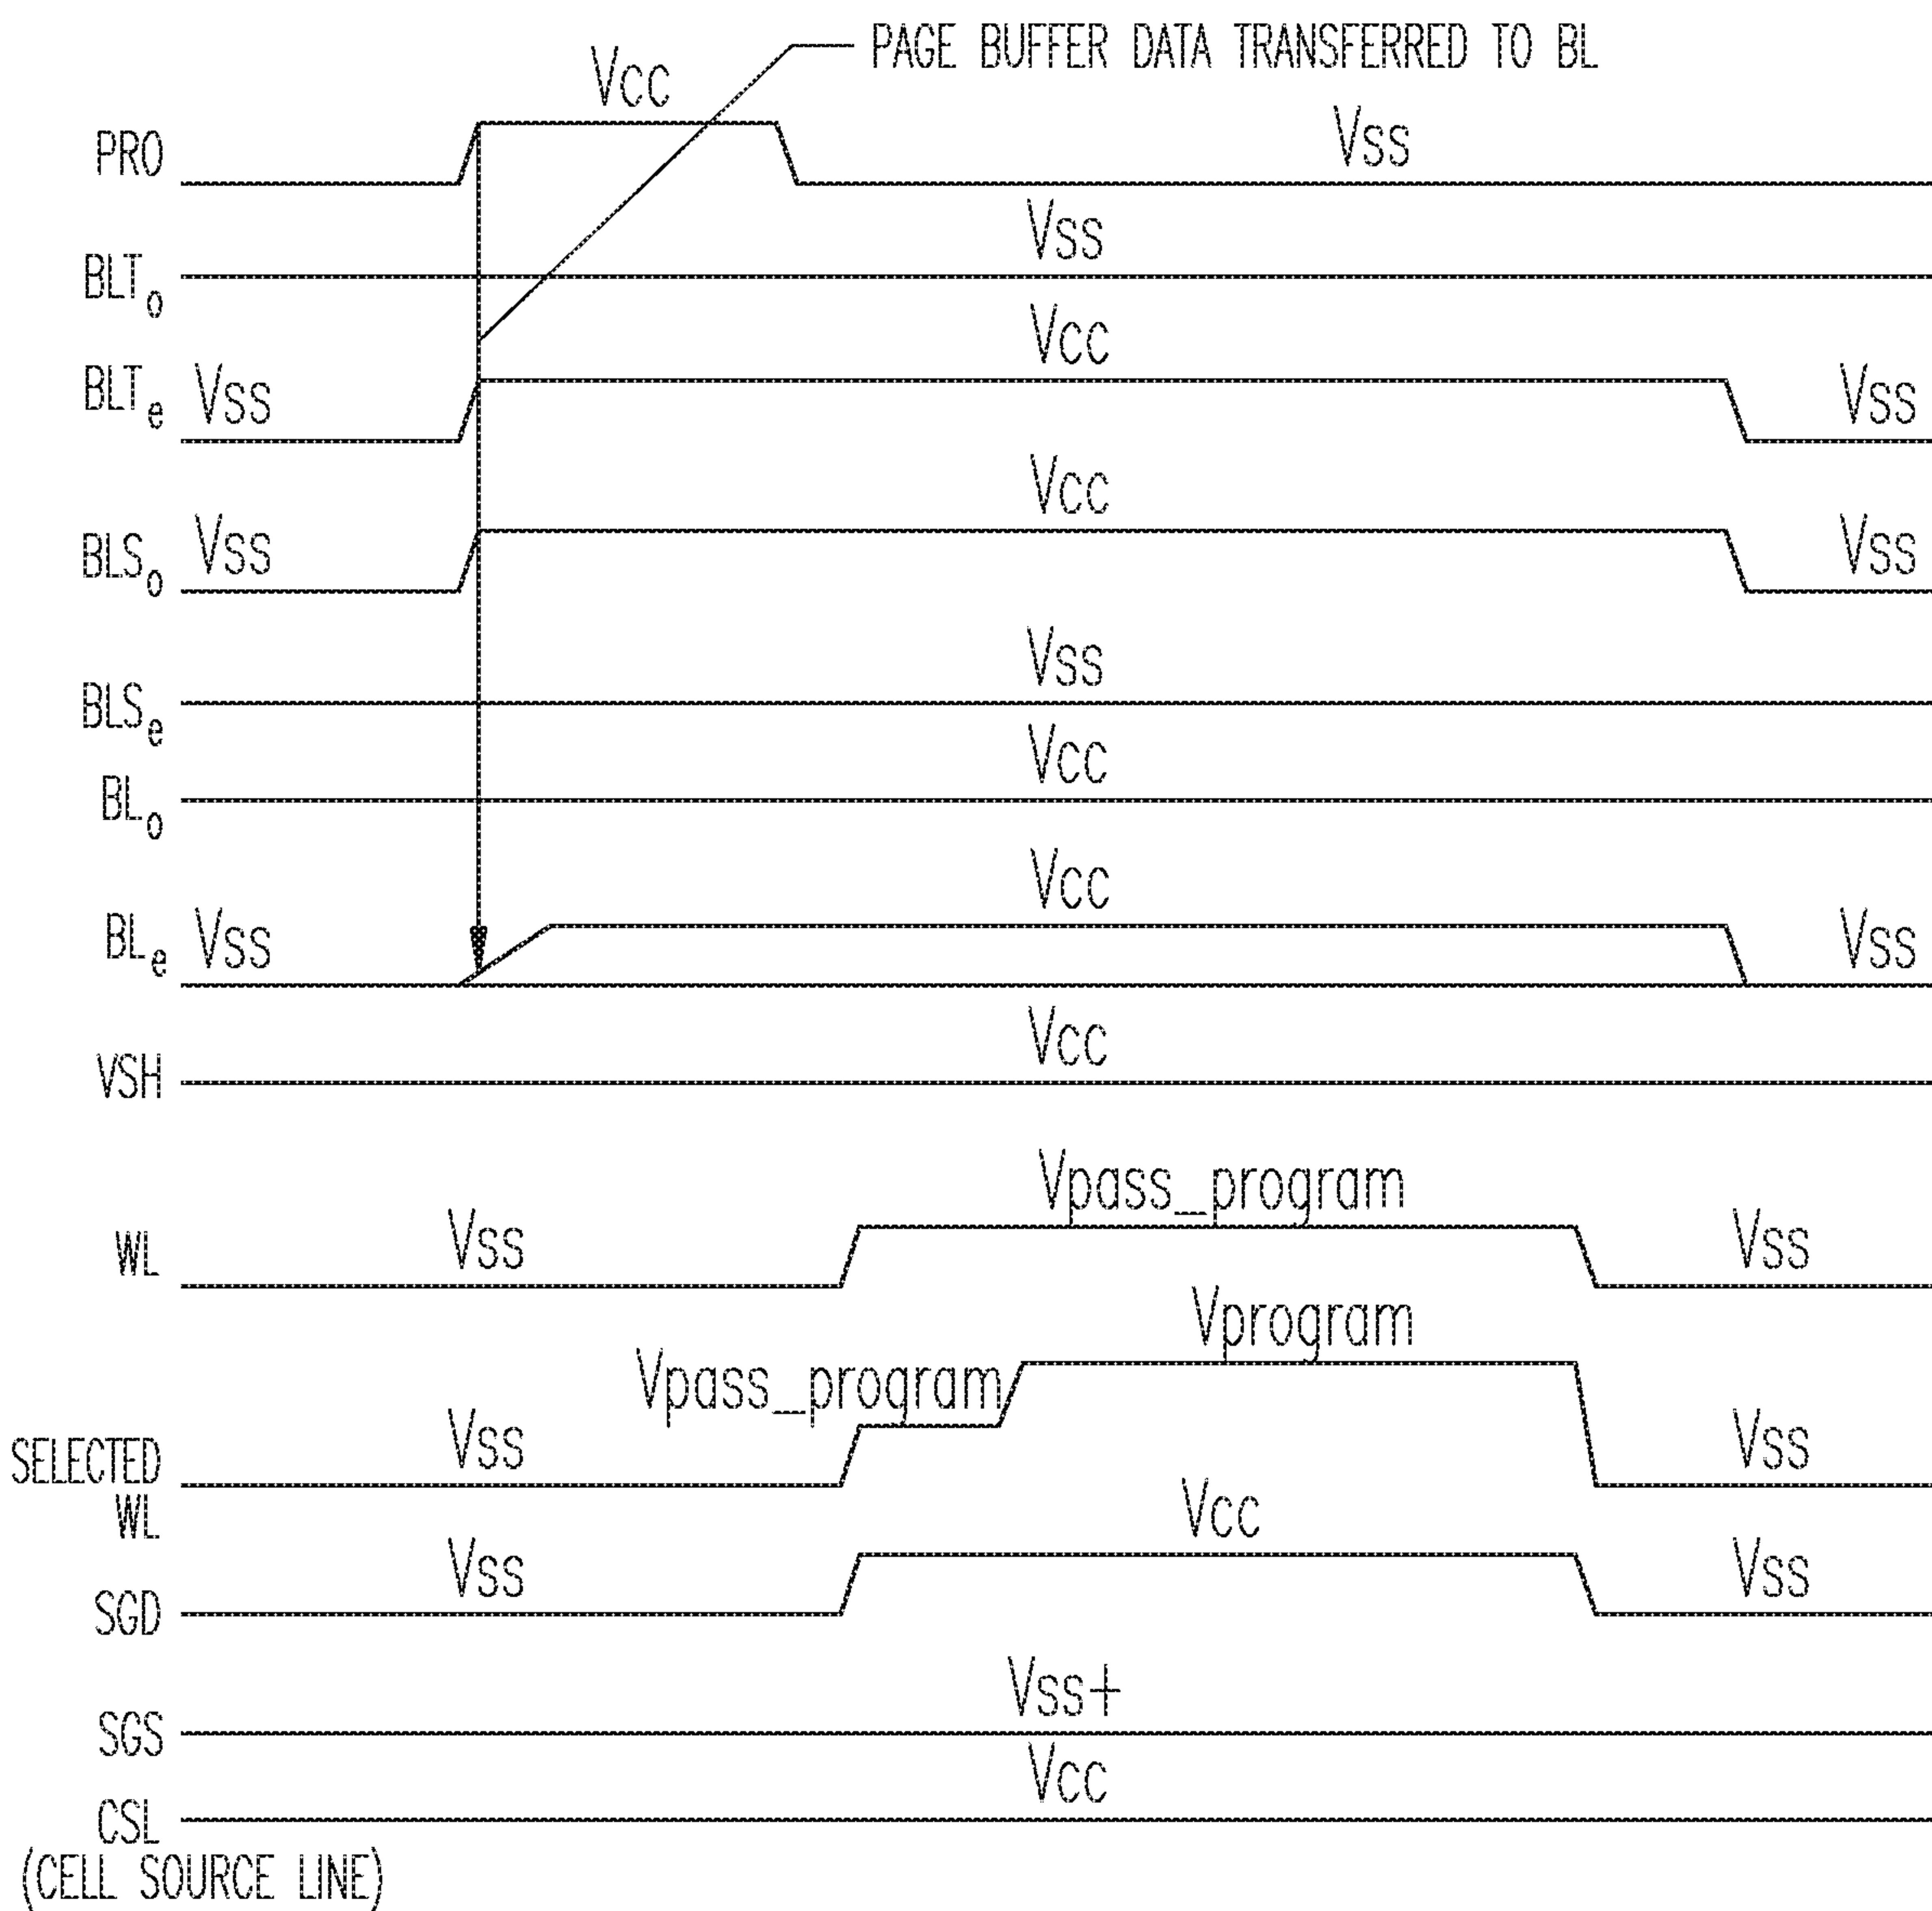 PAGE BUFFER DATA TRANSFERRED TO BL
Vcc
PRO
Vss
Vss
BLTo
Vcc
BLTe Vss Vss
Vcc
BLSo Vss Vss
Vss
BLSe
Vcc
BLo
Vcc
BLe Vss Vss
Vcc
VSH
Vpass_program
WL Vss Vss
Vprogram
Vpass_program
SELECTED
WL
Vss Vss
Vcc
SGD Vss Vss
Vss+
SGS
Vcc
CSL
(CELL SOURCE LINE)